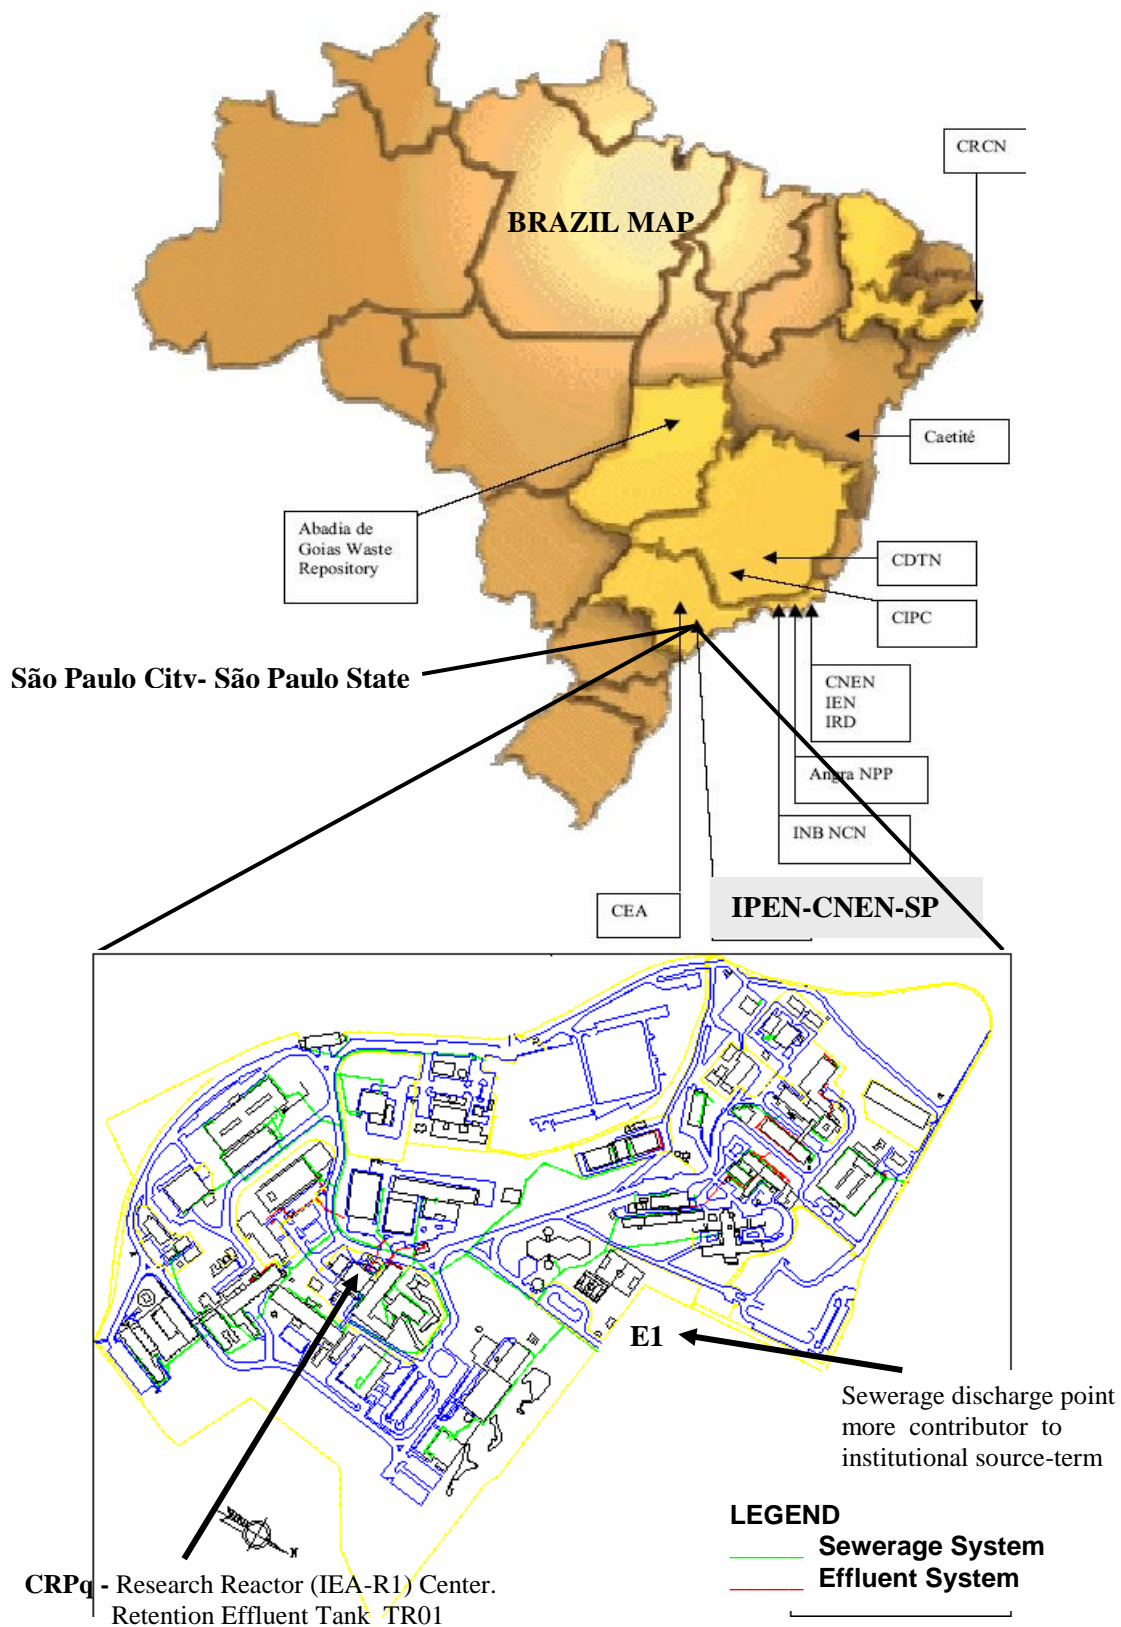 CRCN
BRAZIL MAP
Caetité
Abadia de
Goias Waste
Repository
CDTN
CIPC
São Paulo City- São Paulo State
CNEN
IEN
IRD
Angra NPP
INB NCN
CEA
IPEN-CNEN-SP
E1
Sewerage discharge point
more contributor to
institutional source-term
LEGEND
Sewerage System
Effluent System
CRPq - Research Reactor (IEA-R1) Center.
Retention Effluent Tank TR01